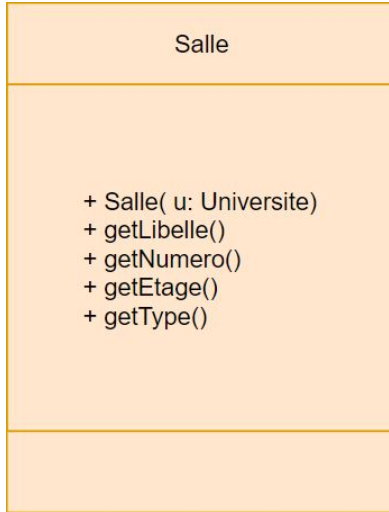 Salle
+ Salle( u: Universite)
+ getLibelle()
+ getNumero()
+ getEtage()
+ getType()